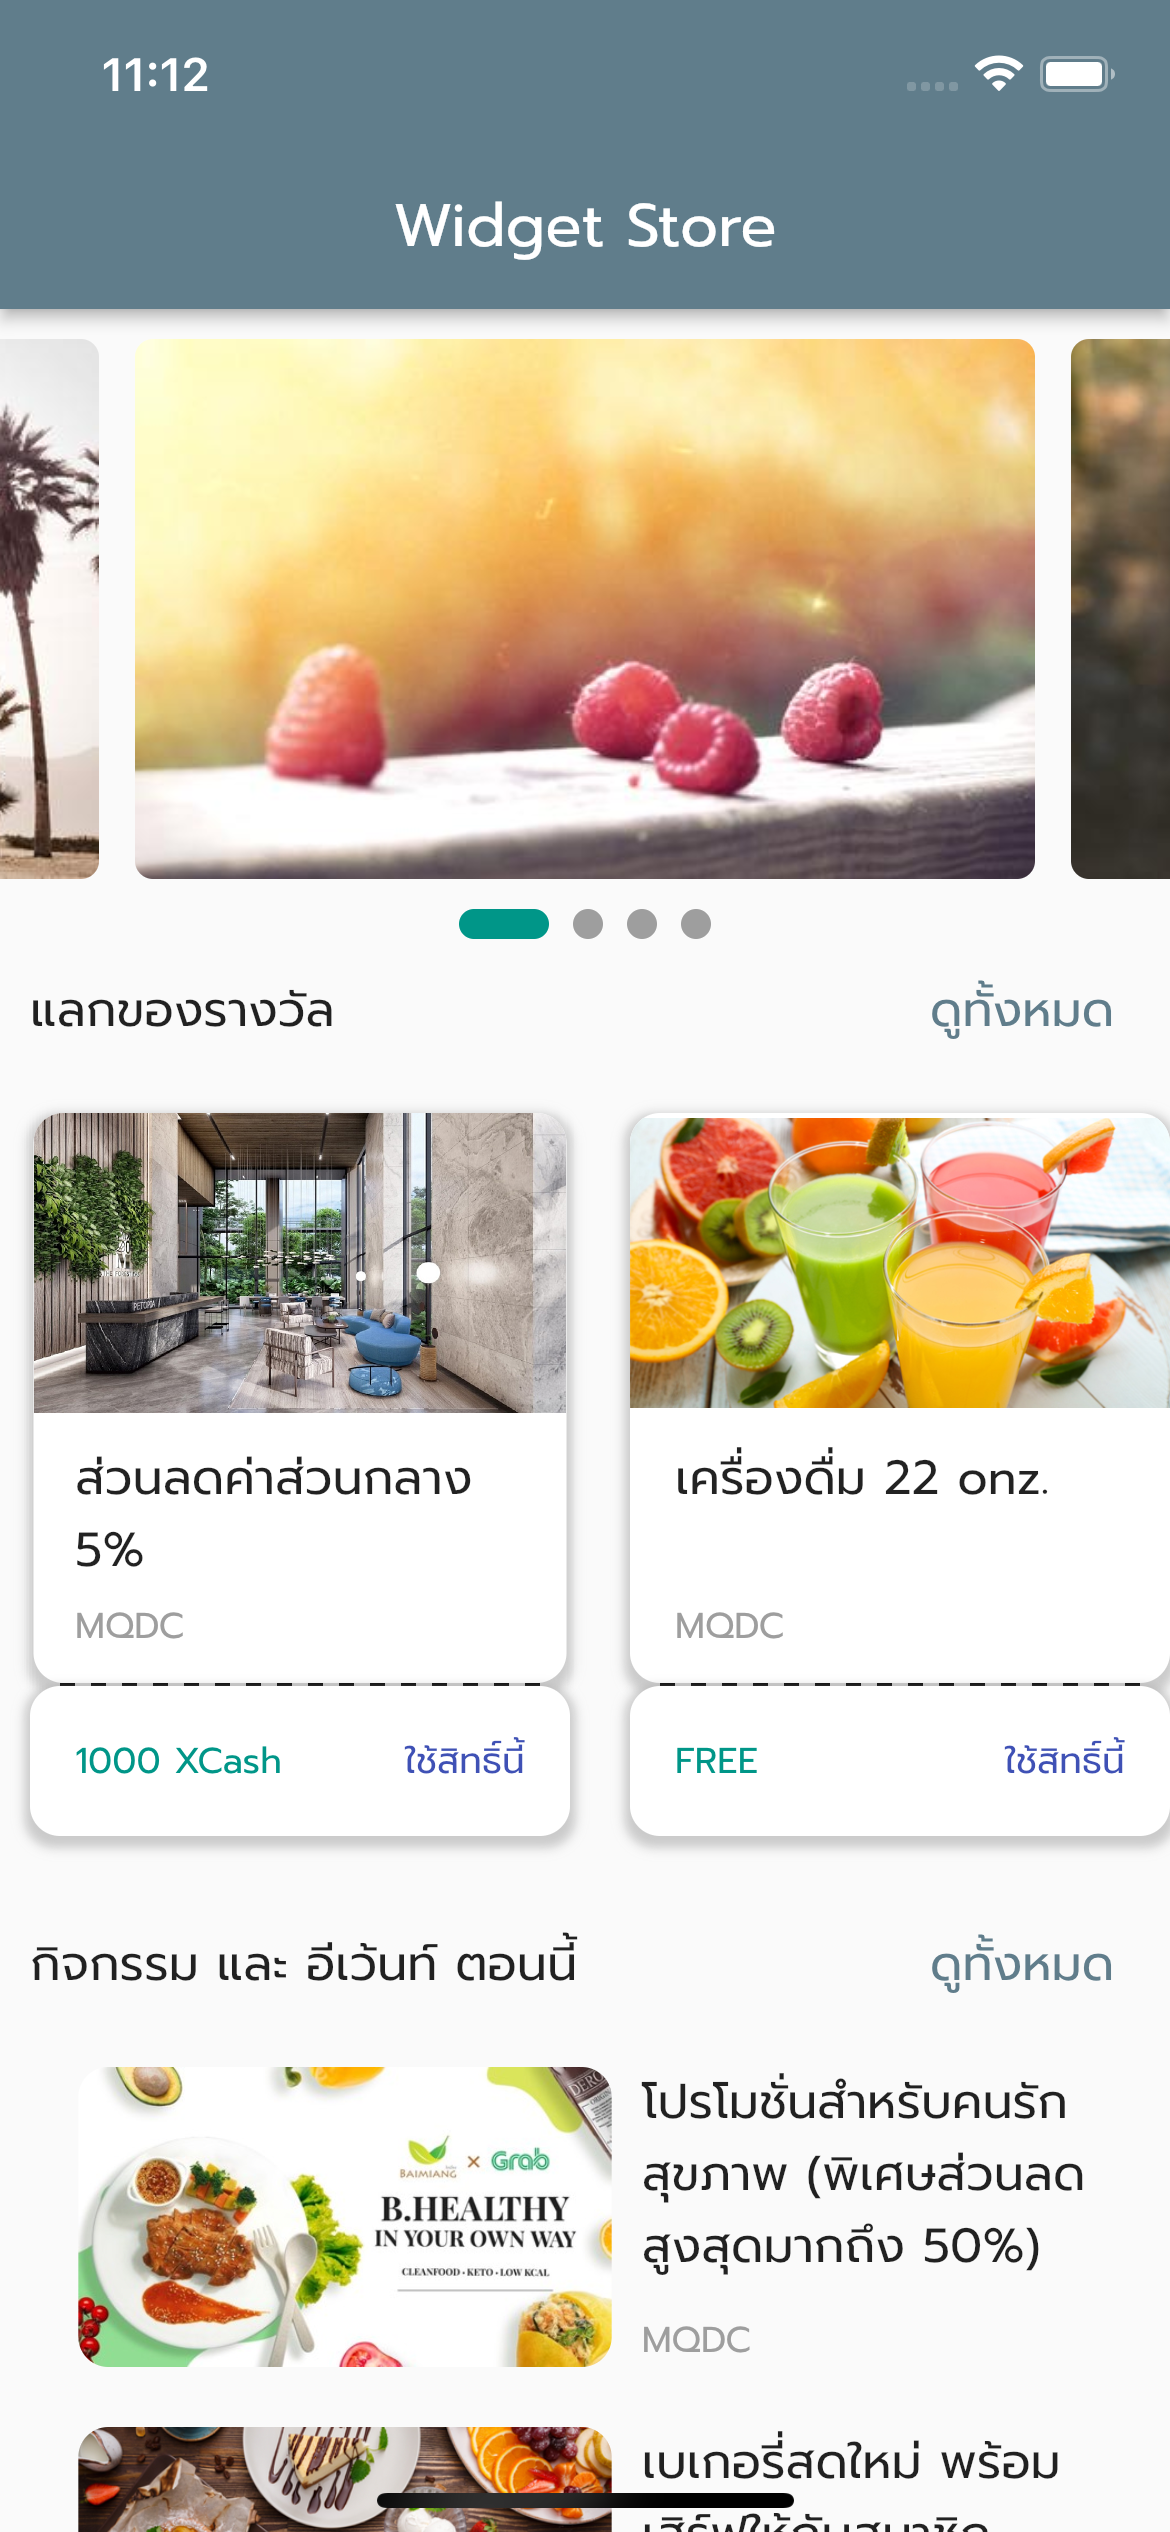 11:12
Widget Store
แลกของรางวัล
ดูทั้งหมด
PETOPIA
ส่วนลดค่าส่วนกลาง
5%
MQDC
1000 XCash
ใช้สิทธิ์นี้
เครื่องดื่ม 22 onz.
MQDC
FREE
ใช้สิทธิ์นี้
กิจกรรม และ อีเว้นท์ ตอนนี้
ดูทั้งหมด
BAIMIANG × Grab
B.HEALTHY
IN YOUR OWN WAY
CLEANFOOD • KETO • LOW KCAL
โปรโมชั่นสำหรับคนรัก
สุขภาพ (พิเศษส่วนลด
สูงสุดมากถึง 50%)
MQDC
เบเกอรี่สดใหม่ พร้อม